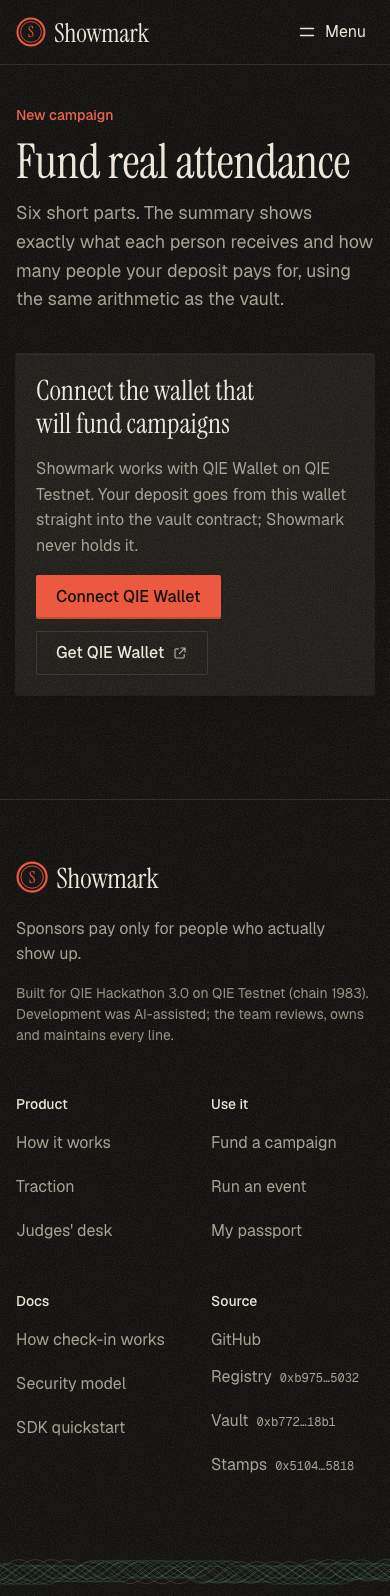 S Showmark
Menu
New campaign
Fund real attendance
Six short parts. The summary shows
exactly what each person receives and how
many people your deposit pays for, using
the same arithmetic as the vault.
Connect the wallet that
will fund campaigns
Showmark works with QIE Wallet on QIE
Testnet. Your deposit goes from this wallet
straight into the vault contract; Showmark
never holds it.
Connect QIE Wallet
Get QIE Wallet
S Showmark
Sponsors pay only for people who actually
show up.
Built for QIE Hackathon 3.0 on QIE Testnet (chain 1983).
Development was AI-assisted; the team reviews, owns
and maintains every line.
Product
How it works
Traction
Judges' desk
Use it
Fund a campaign
Run an event
My passport
Docs
How check-in works
Security model
SDK quickstart
Source
GitHub
Registry 0xb975…5032
Vault 0xb772…18b1
Stamps 0x5104…5818